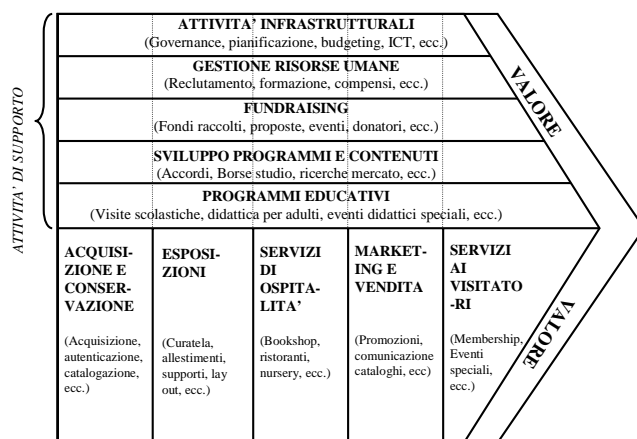 ATTIVITA' DI SUPPORTO
ATTIVITA' INFRASTRUTTURALI
(Governance, pianificazione, budgeting, ICT, ecc.)
GESTIONE RISORSE UMANE
(Reclutamento, formazione, compensi, ecc.)
FUNDRAISING
(Fondi raccolti, proposte, eventi, donatori, ecc.)
SVILUPPO PROGRAMMI E CONTENUTI
(Accordi, Borse studio, ricerche mercato, ecc.)
PROGRAMMI EDUCATIVI
(Visite scolastiche, didattica per adulti, eventi didattici speciali, ecc.)
VALORE
ACQUISI-
ZIONE E
CONSER-
VAZIONE
(Acquisizione,
autenticazione,
catalogazione,
ecc.)
ESPOSI-
ZIONI
(Curatela,
allestimenti,
supporti, lay
out, ecc.)
SERVIZI
DI
OSPITA-
LITA'
(Bookshop,
ristoranti,
nursery, ecc.)
MARKET-
ING E
VENDITA
(Promozioni,
comunicazione
cataloghi, ecc)
SERVIZI
AI
VISITATO
-RI
(Membership,
Eventi
speciali,
ecc.)
VALORE